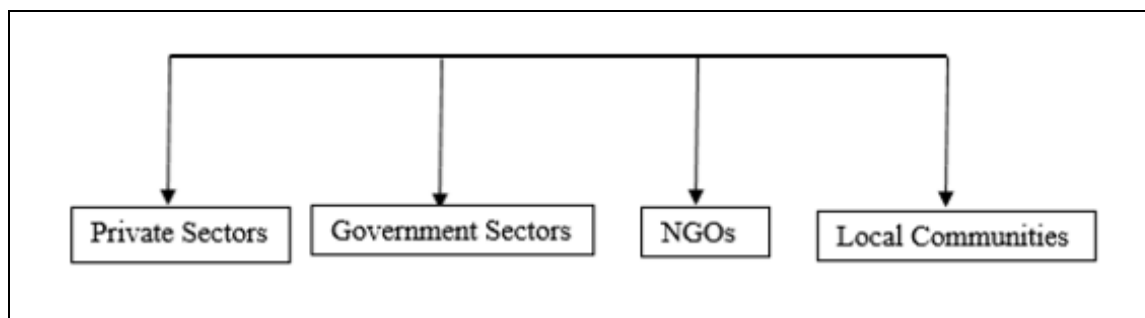 Private Sectors
Government Sectors
NGOs
Local Communities